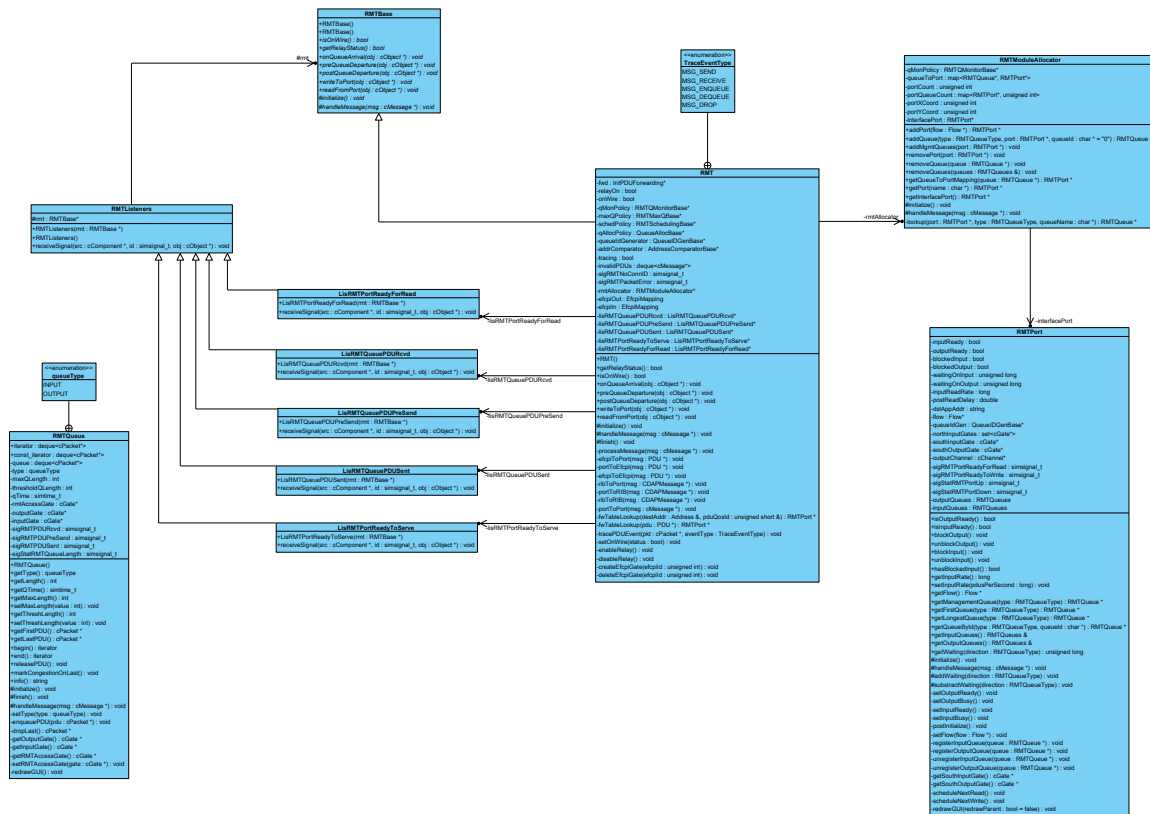 RMTBase
+RMTBase()
+RMTBase()
+isOnWire() : bool
+getRelayStatus() : bool
+onQueueArrival(obj : cObject *) : void
+preQueueDeparture(obj : cObject *) : void
+postQueueDeparture(obj : cObject *) : void
+writeToPort(obj : cObject *) : void
+readFromPort(obj : cObject *) : void
#initialize() : void
#handleMessage(msg : cMessage *) : void
#rmt
<<enumeration>>
TraceEventType
MSG_SEND
MSG_RECEIVE
MSG_ENQUEUE
MSG_DEQUEUE
MSG_DROP
RMTModuleAllocator
-qMonPolicy : RMTQMonitorBase*
-queueToPort : map<RMTQueue*, RMTPort*>
-portCount : unsigned int
-portQueueCount : map<RMTPort*, unsigned int>
-portXCoord : unsigned int
-portYCoord : unsigned int
-interfacePort : RMTPort*
+addPort(flow : Flow *) : RMTPort *
+addQueue(type : RMTQueueType, port : RMTPort *, queueId : char * = "0") : RMTQueue *
+addMgmtQueues(port : RMTPort *) : void
+removePort(port : RMTPort *) : void
+removeQueue(queue : RMTQueue *) : void
+removeQueues(queues : RMTQueues &) : void
+getQueueToPortMapping(queue : RMTQueue *) : RMTPort *
+getPort(name : char *) : RMTPort *
+getInterfacePort() : RMTPort *
#initialize() : void
#handleMessage(msg : cMessage *) : void
-lookup(port : RMTPort *, type : RMTQueueType, queueName : char *) : RMTQueue *
-rmtAllocator
-interfacePort
RMTListeners
#rmt : RMTBase*
+RMTListeners(rmt : RMTBase *)
+RMTListeners()
+receiveSignal(src : cComponent *, id : simsignal_t, obj : cObject *) : void
RMT
-fwd : IntPDUForwarding*
-relayOn : bool
-onWire : bool
-qMonPolicy : RMTQMonitorBase*
-maxQPolicy : RMTMaxQBase*
-schedPolicy : RMTSchedulingBase*
-qAllocPolicy : QueueAllocBase*
-queueIdGenerator : QueueIDGenBase*
-addrComparator : AddressComparatorBase*
-tracing : bool
-invalidPDUs : deque<cMessage*>
-sigRMTNoConnID : simsignal_t
-sigRMTPacketError : simsignal_t
-rmtAllocator : RMTModuleAllocator*
-efcpiOut : EfcpiMapping
-efcpiIn : EfcpiMapping
-lisRMTQueuePDURcvd : LisRMTQueuePDURcvd*
-lisRMTQueuePDUPreSend : LisRMTQueuePDUPreSend*
-lisRMTQueuePDUSent : LisRMTQueuePDUSent*
-lisRMTPortReadyToServe : LisRMTPortReadyToServe*
-lisRMTPortReadyForRead : LisRMTPortReadyForRead*
+RMT()
+getRelayStatus() : bool
+isOnWire() : bool
+onQueueArrival(obj : cObject *) : void
+preQueueDeparture(obj : cObject *) : void
+postQueueDeparture(obj : cObject *) : void
+writeToPort(obj : cObject *) : void
+readFromPort(obj : cObject *) : void
#initialize() : void
#handleMessage(msg : cMessage *) : void
#finish() : void
-processMessage(msg : cMessage *) : void
-efcpiToPort(msg : PDU *) : void
-portToEfcpi(msg : PDU *) : void
-efcpiToEfcpi(msg : PDU *) : void
-ribToPort(msg : CDAPMessage *) : void
-portToRIB(msg : CDAPMessage *) : void
-ribToRIB(msg : CDAPMessage *) : void
-portToPort(msg : cMessage *) : void
-fwTableLookup(destAddr : Address &, pduQosId : unsigned short &) : RMTPort *
-fwTableLookup(pdu : PDU *) : RMTPort *
-tracePDUEvent(pkt : cPacket *, eventType : TraceEventType) : void
-setOnWire(status : bool) : void
-enableRelay() : void
-disableRelay() : void
-createEfcpiGate(efcpiId : unsigned int) : void
-deleteEfcpiGate(efcpiId : unsigned int) : void
LisRMTPortReadyForRead
+LisRMTPortReadyForRead(rmt : RMTBase *)
+receiveSignal(src : cComponent *, id : simsignal_t, obj : cObject *) : void
-lisRMTPortReadyForRead
LisRMTQueuePDURcvd
+LisRMTQueuePDURcvd(rmt : RMTBase *)
+receiveSignal(src : cComponent *, id : simsignal_t, obj : cObject *) : void
-lisRMTQueuePDURcvd
LisRMTQueuePDUPreSend
+LisRMTQueuePDUPreSend(rmt : RMTBase *)
+receiveSignal(src : cComponent *, id : simsignal_t, obj : cObject *) : void
-lisRMTQueuePDUPreSend
LisRMTQueuePDUSent
+LisRMTQueuePDUSent(rmt : RMTBase *)
+receiveSignal(src : cComponent *, id : simsignal_t, obj : cObject *) : void
-lisRMTQueuePDUSent
LisRMTPortReadyToServe
+LisRMTPortReadyToServe(rmt : RMTBase *)
+receiveSignal(src : cComponent *, id : simsignal_t, obj : cObject *) : void
-lisRMTPortReadyToServe
<<enumeration>>
queueType
INPUT
OUTPUT
RMTQueue
+iterator : deque<cPacket*>
+const_iterator : deque<cPacket*>
-queue : deque<cPacket*>
-type : queueType
-maxQLength : int
-thresholdQLength : int
-qTime : simtime_t
-rmtAccessGate : cGate*
-outputGate : cGate*
-inputGate : cGate*
-sigRMTPDURcvd : simsignal_t
-sigRMTPDUPreSend : simsignal_t
-sigRMTPDUSent : simsignal_t
-sigStatRMTQueueLength : simsignal_t
+RMTQueue()
+getType() : queueType
+getLength() : int
+getQTime() : simtime_t
+getMaxLength() : int
+setMaxLength(value : int) : void
+getThreshLength() : int
+setThreshLength(value : int) : void
+getFirstPDU() : cPacket *
+getLastPDU() : cPacket *
+begin() : iterator
+end() : iterator
+releasePDU() : void
+markCongestionOnLast() : void
+info() : string
#initialize() : void
#finish() : void
#handleMessage(msg : cMessage *) : void
-setType(type : queueType) : void
-enqueuePDU(pdu : cPacket *) : void
-dropLast() : cPacket *
-getOutputGate() : cGate *
-getInputGate() : cGate *
-getRMTAccessGate() : cGate *
-setRMTAccessGate(gate : cGate *) : void
-redrawGUI() : void
RMTPort
-inputReady : bool
-outputReady : bool
-blockedInput : bool
-blockedOutput : bool
-waitingOnInput : unsigned long
-waitingOnOutput : unsigned long
-inputReadRate : long
-postReadDelay : double
-dstAppAddr : string
-flow : Flow*
-queueIdGen : QueueIDGenBase*
-northInputGates : set<cGate*>
-southInputGate : cGate*
-southOutputGate : cGate*
-outputChannel : cChannel*
-sigRMTPortReadyForRead : simsignal_t
-sigRMTPortReadyToWrite : simsignal_t
-sigStatRMTPortUp : simsignal_t
-sigStatRMTPortDown : simsignal_t
-outputQueues : RMTQueues
-inputQueues : RMTQueues
+isOutputReady() : bool
+isInputReady() : bool
+blockOutput() : void
+unblockOutput() : void
+blockInput() : void
+unblockInput() : void
+hasBlockedInput() : bool
+getInputRate() : long
+setInputRate(pdusPerSecond : long) : void
+getFlow() : Flow *
+getManagementQueue(type : RMTQueueType) : RMTQueue *
+getFirstQueue(type : RMTQueueType) : RMTQueue *
+getLongestQueue(type : RMTQueueType) : RMTQueue *
+getQueueById(type : RMTQueueType, queueId : char *) : RMTQueue *
+getInputQueues() : RMTQueues &
+getOutputQueues() : RMTQueues &
+getWaiting(direction : RMTQueueType) : unsigned long
#initialize() : void
#handleMessage(msg : cMessage *) : void
#addWaiting(direction : RMTQueueType) : void
#substractWaiting(direction : RMTQueueType) : void
-setOutputReady() : void
-setOutputBusy() : void
-setInputReady() : void
-setInputBusy() : void
-postInitialize() : void
-setFlow(flow : Flow *) : void
-registerInputQueue(queue : RMTQueue *) : void
-registerOutputQueue(queue : RMTQueue *) : void
-unregisterInputQueue(queue : RMTQueue *) : void
-unregisterOutputQueue(queue : RMTQueue *) : void
-getSouthInputGate() : cGate *
-getSouthOutputGate() : cGate *
-scheduleNextRead() : void
-scheduleNextWrite() : void
-redrawGUI(redrawParent : bool = false) : void